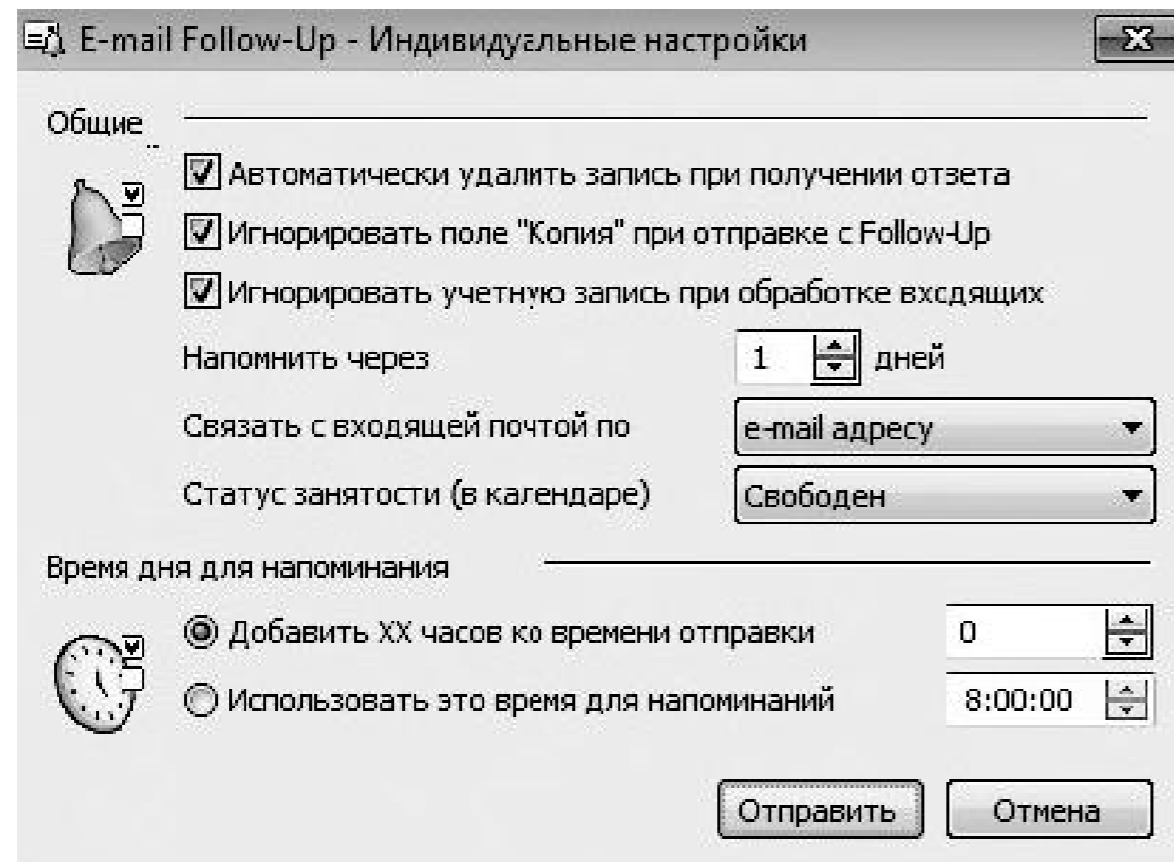 E-mail Follow-Up - Индивидуальные настройки
Общие
Автоматически удалить запись при получении ответа
Игнорировать поле "Копия" при отправке с Follow-Up
Игнорировать учетную запись при обработке входящих
Напомнить через 1 дней
Связать с входящей почтой по e-mail адресу
Статус занятости (в календаре) Свободен
Время дня для напоминания
Добавить XX часов ко времени отправки 0
Использовать это время для напоминаний 8:00:00
Отправить Отмена